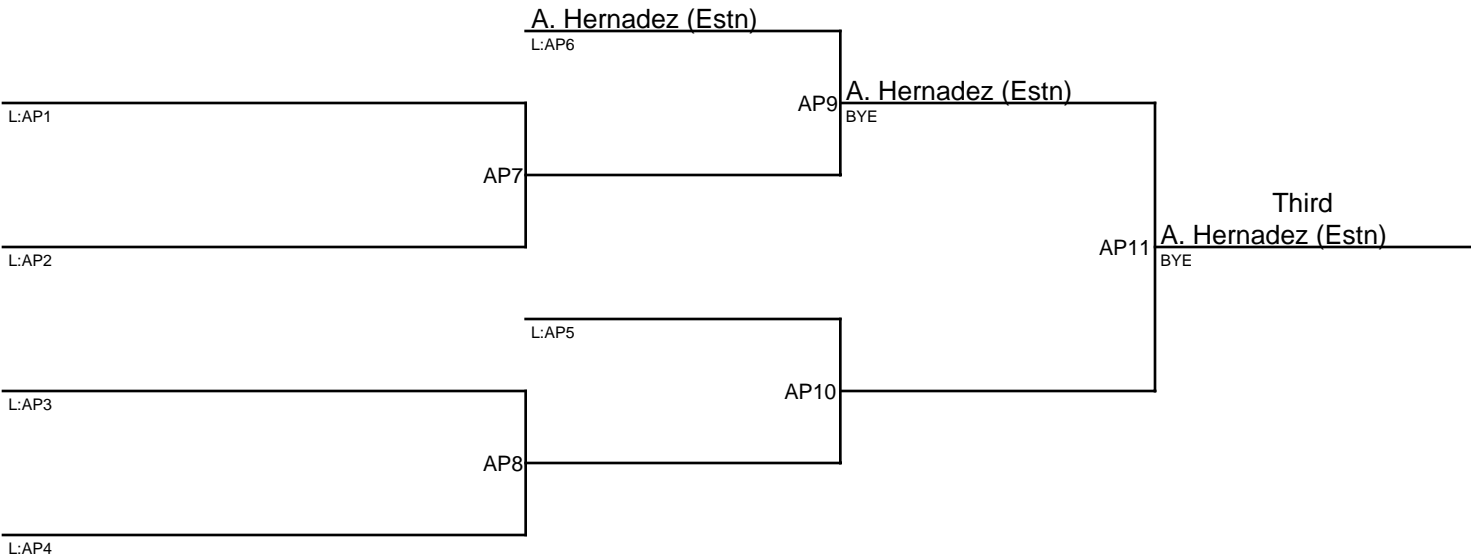 A. Hernadez (Estn)
L:AP6
A. Hernadez (Estn)
AP9
BYE
L:AP1
AP7
Third
A. Hernadez (Estn)
AP11
BYE
L:AP2
L:AP5
AP10
L:AP3
AP8
L:AP4